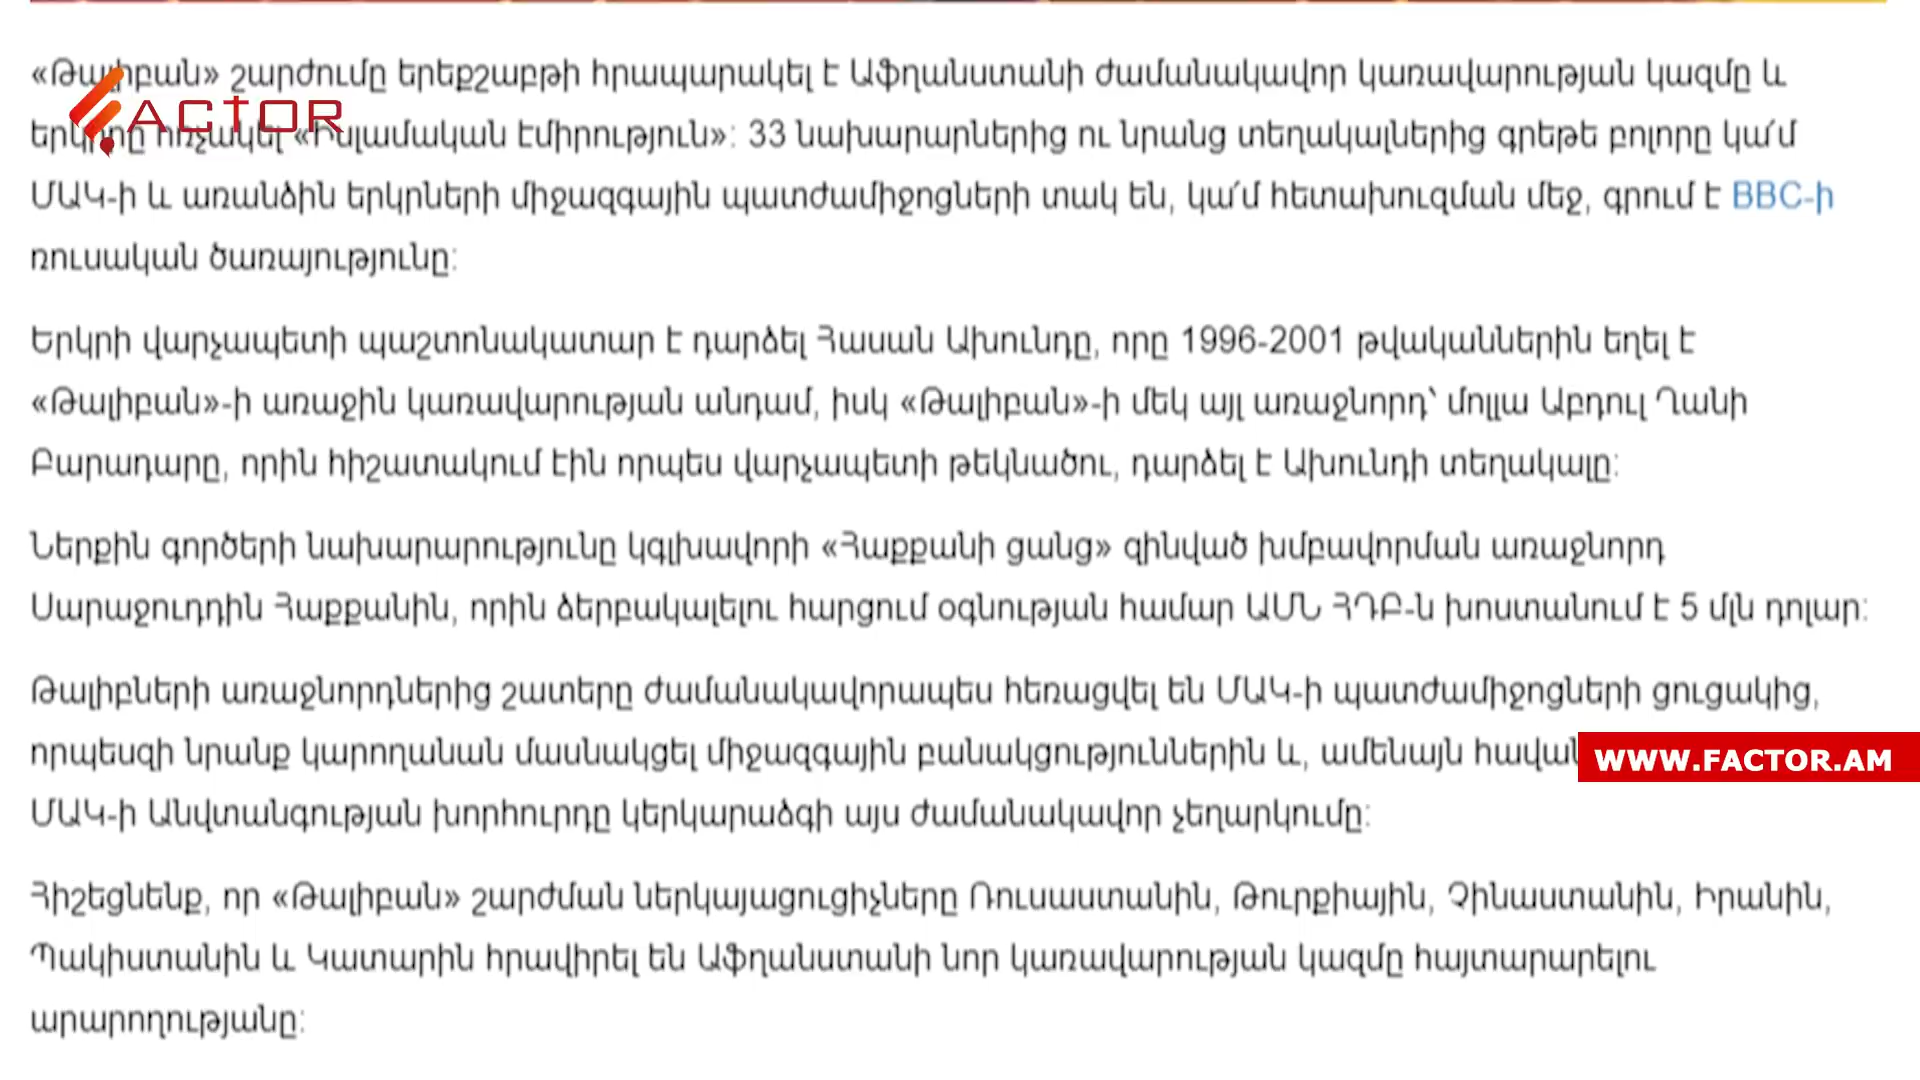 «Թալիբան» շարժումը երեքշաբթի հրապարակել է Աֆղանստանի ժամանակավոր կառավարության կազմը և
FACTOR
երկիրը հռչակել «Իսլամական էմիրություն»։ 33 նախարարներից ու նրանց տեղակալներից գրեթե բոլորը կա՛մ
ՄԱԿ-ի և առանձին երկրների միջազգային պատժամիջոցների տակ են, կա՛մ հետախուզման մեջ, գրում է BBC-ի
ռուսական ծառայությունը։
Երկրի վարչապետի պաշտոնակատար է դարձել Հասան Ախունդը, որը 1996-2001 թվականներին եղել է
«Թալիբան»-ի առաջին կառավարության անդամ, իսկ «Թալիբան»-ի մեկ այլ առաջնորդ՝ մոլլա Աբդուլ Ղանի
Բարադարը, որին հիշատակում էին որպես վարչապետի թեկնածու, դարձել է Ախունդի տեղակալը։
Ներքին գործերի նախարարությունը կգլխավորի «Հաքքանի ցանց» զինված խմբավորման առաջնորդ
Սարաջուդդին Հաքքանին, որին ձերբակալելու հարցում օգնության համար ԱՄՆ ՀԴԲ-ն խոստանում է 5 մլն դոլար։
Թալիբների առաջնորդներից շատերը ժամանակավորապես հեռացվել են ՄԱԿ-ի պատժամիջոցների ցուցակից,
որպեսզի նրանք կարողանան մասնակցել միջազգային բանակցություններին և, ամենայն
WWW.FACTOR.AM
ՄԱԿ-ի Անվտանգության խորհուրդը կերկարաձգի այս ժամանակավոր չեղարկումը։
Հիշեցնենք, որ «Թալիբան» շարժման ներկայացուցիչները Ռուսաստանին, Թուրքիային, Չինաստանին, Իրանին,
Պակիստանին և Կատարին հրավիրել են Աֆղանստանի նոր կառավարության կազմը հայտարարելու
արարողությանը։